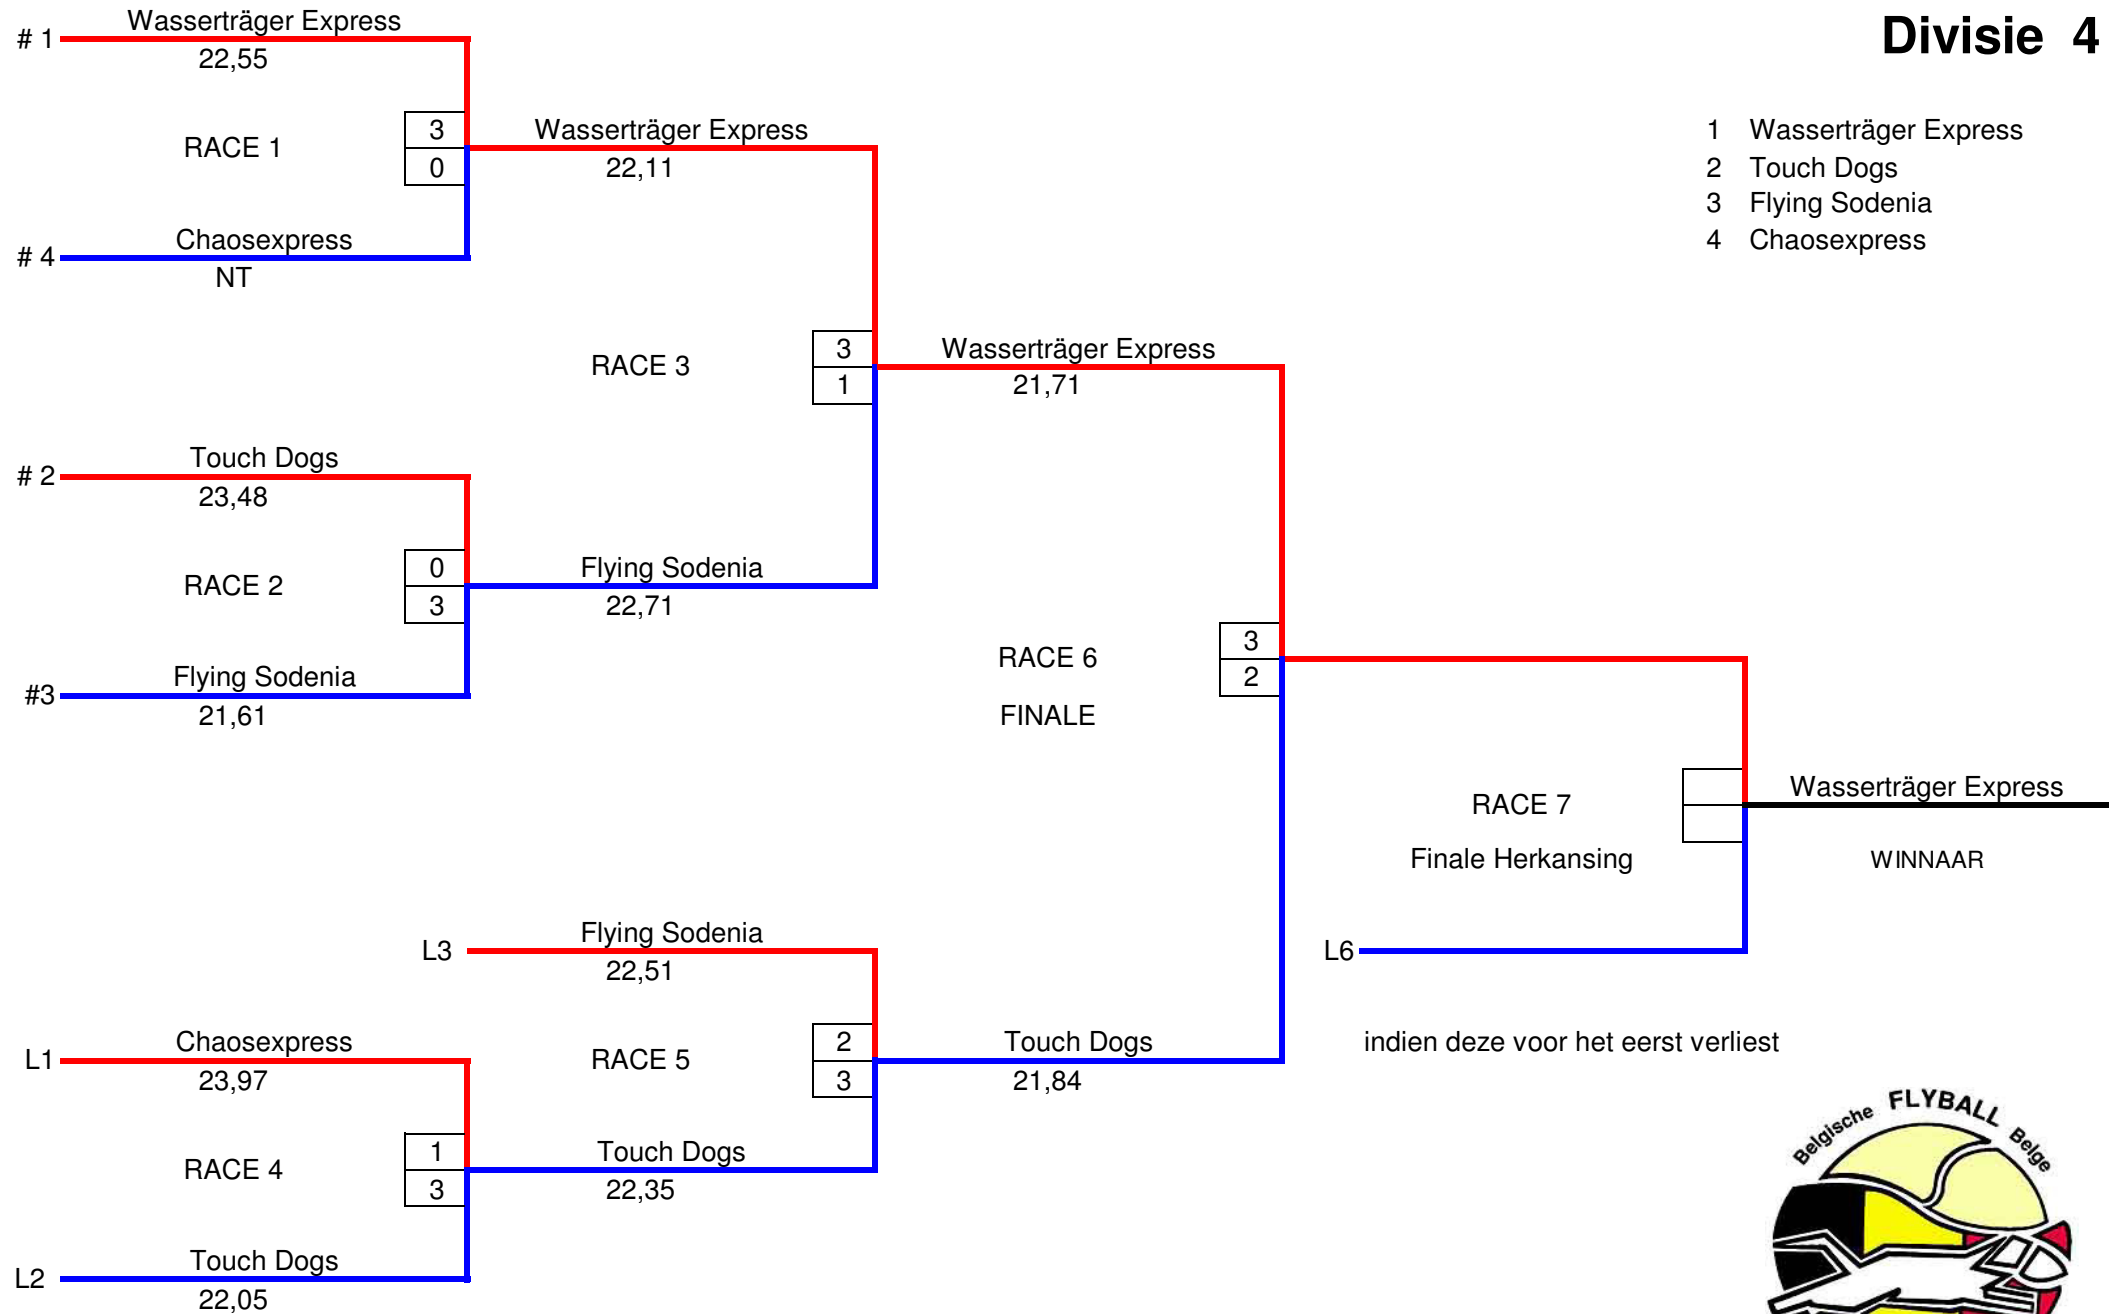 Divisie 4
1 Wasserträger Express
2 Touch Dogs
3 Flying Sodenia
4 Chaosexpress
# 1 Wasserträger Express
22,55
RACE 1
3
0
# 4 Chaosexpress
NT
Wasserträger Express
22,11
RACE 3
3
1
# 2 Touch Dogs
23,48
RACE 2
0
3
#3 Flying Sodenia
21,61
Flying Sodenia
22,71
Wasserträger Express
21,71
RACE 6
FINALE
3
2
RACE 7
Finale Herkansing
Wasserträger Express
WINNAAR
L6
indien deze voor het eerst verliest
L3 Flying Sodenia
22,51
RACE 5
2
3
Touch Dogs
21,84
L1 Chaosexpress
23,97
RACE 4
1
3
Touch Dogs
22,35
L2 Touch Dogs
22,05
Belgische FLYBALL Belge